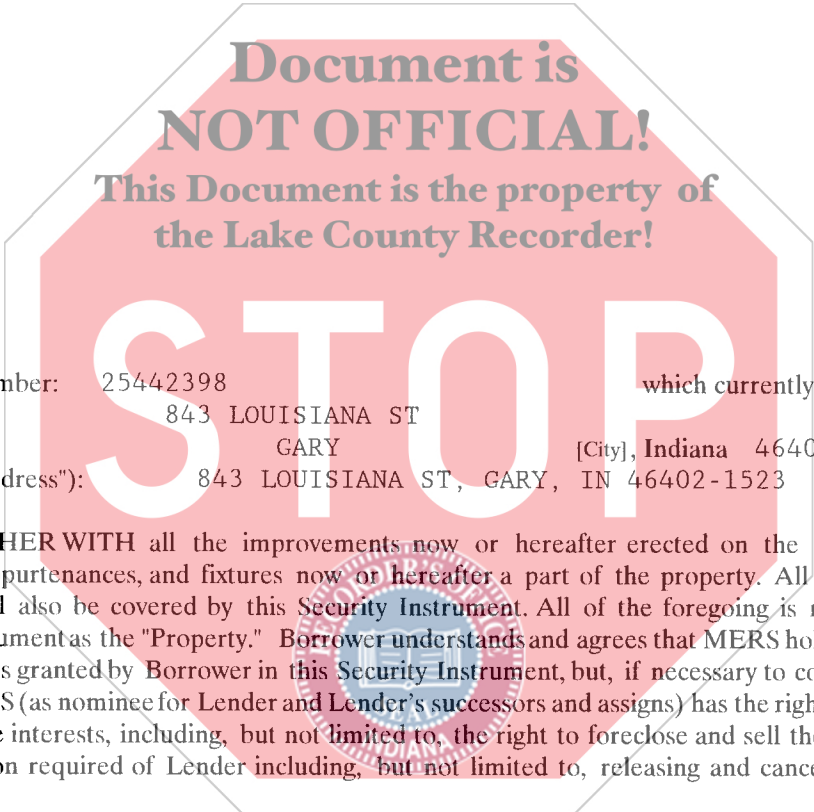 Document is
NOT OFFICIAL!
This Document is the property of
the Lake County Recorder!
STOP
mber: 25442398 which currently
843 LOUISIANA ST
GARY [City], Indiana 4640
dress"): 843 LOUISIANA ST, GARY, IN 46402-1523
HER WITH all the improvements now or hereafter erected on the
purtenances, and fixtures now or hereafter a part of the property. All
also be covered by this Security Instrument. All of the foregoing is
ument as the "Property." Borrower understands and agrees that MERS ho
s granted by Borrower in this Security Instrument, but, if necessary to co
S (as nominee for Lender and Lender's successors and assigns) has the righ
e interests, including, but not limited to, the right to foreclose and sell the
on required of Lender including, but not limited to, releasing and cance
RECORDER'S OFFICE
SEAL
INDIANA